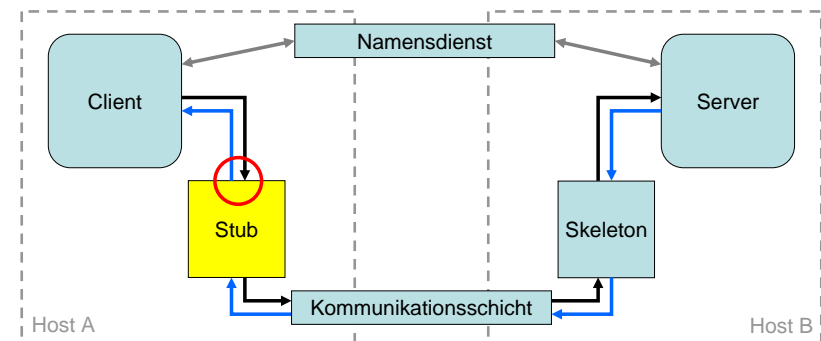 Namensdienst
Client
Server
Stub
Skeleton
Kommunikationsschicht
Host A
Host B